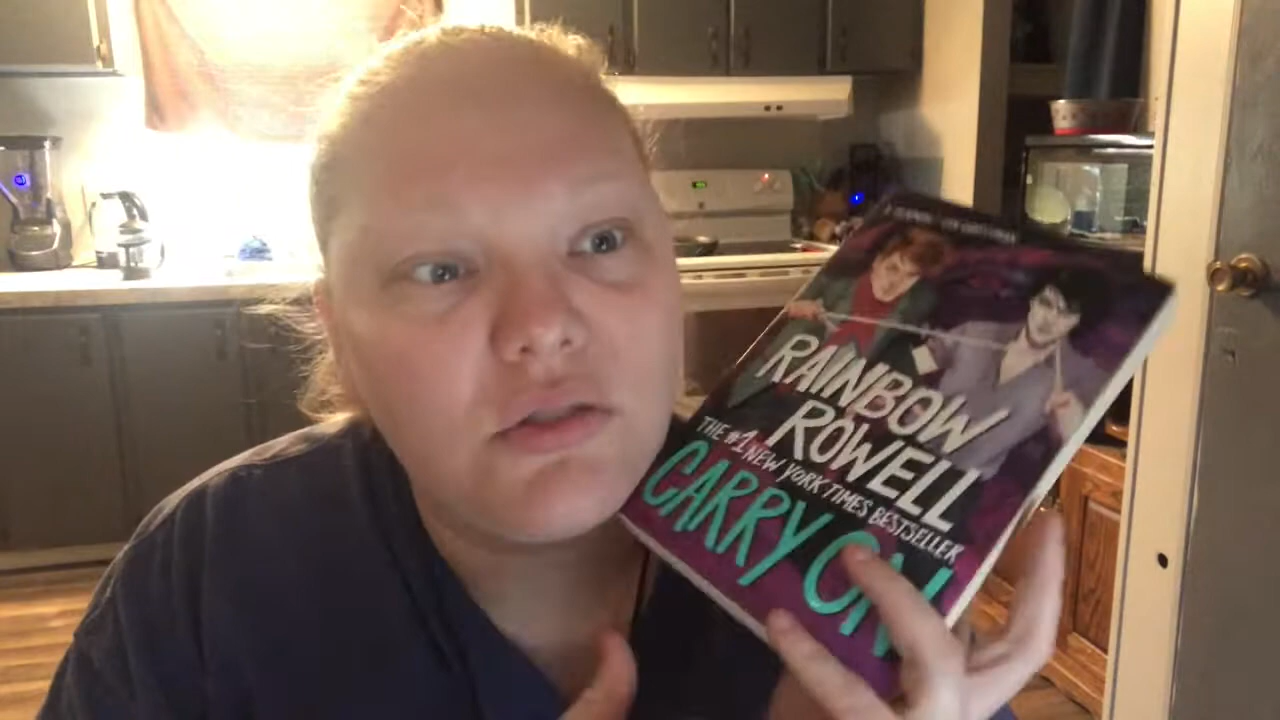 RAINBOW
ROWELL
THE #1 NEW YORK TIMES BESTSELLER
CARRY ON